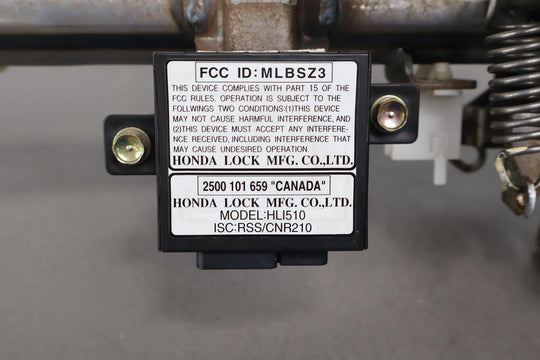 FCC ID:MLBSZ3
THIS DEVICE COMPLIES WITH PART 15 OF THE
FCC RULES. OPERATION IS SUBJECT TO THE
FOLLWINGS TWO CONDITIONS:(1)THIS DEVICE
MAY NOT CAUSE HARMFUL INTERFERENCE, AND
(2)THIS DEVICE MUST ACCEPT ANY INTERFERE-
NCE RECEIVED, INCLUDING INTERFERENCE THAT
MAY CAUSE UNDESIRED OPERATION.
HONDA LOCK MFG. CO.,LTD.
2500 101 659 "CANADA"
HONDA LOCK MFG. CO.,LTD.
MODEL:HLI510
ISC:RSS/CNR210